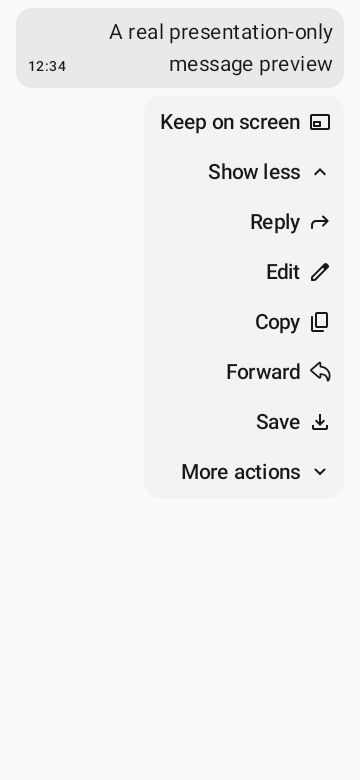 A real presentation-only
message preview
12:34
Keep on screen
Show less
Reply
Edit
Copy
Forward
Save
More actions